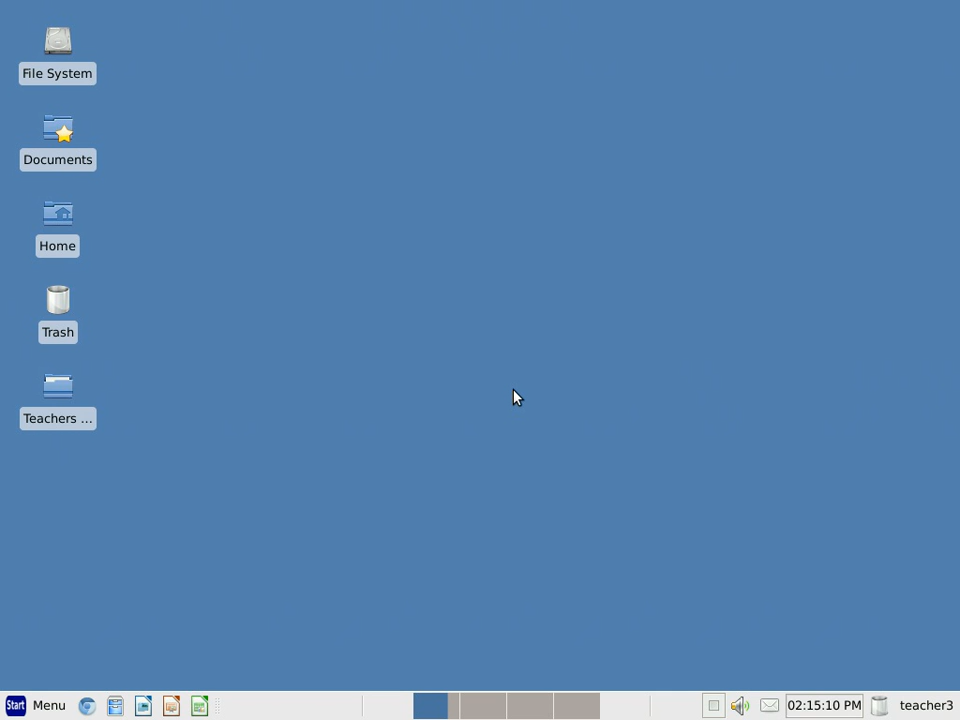 File System
Documents
Home
Trash
Teachers ...
Start Menu
02:15:10 PM
teacher3